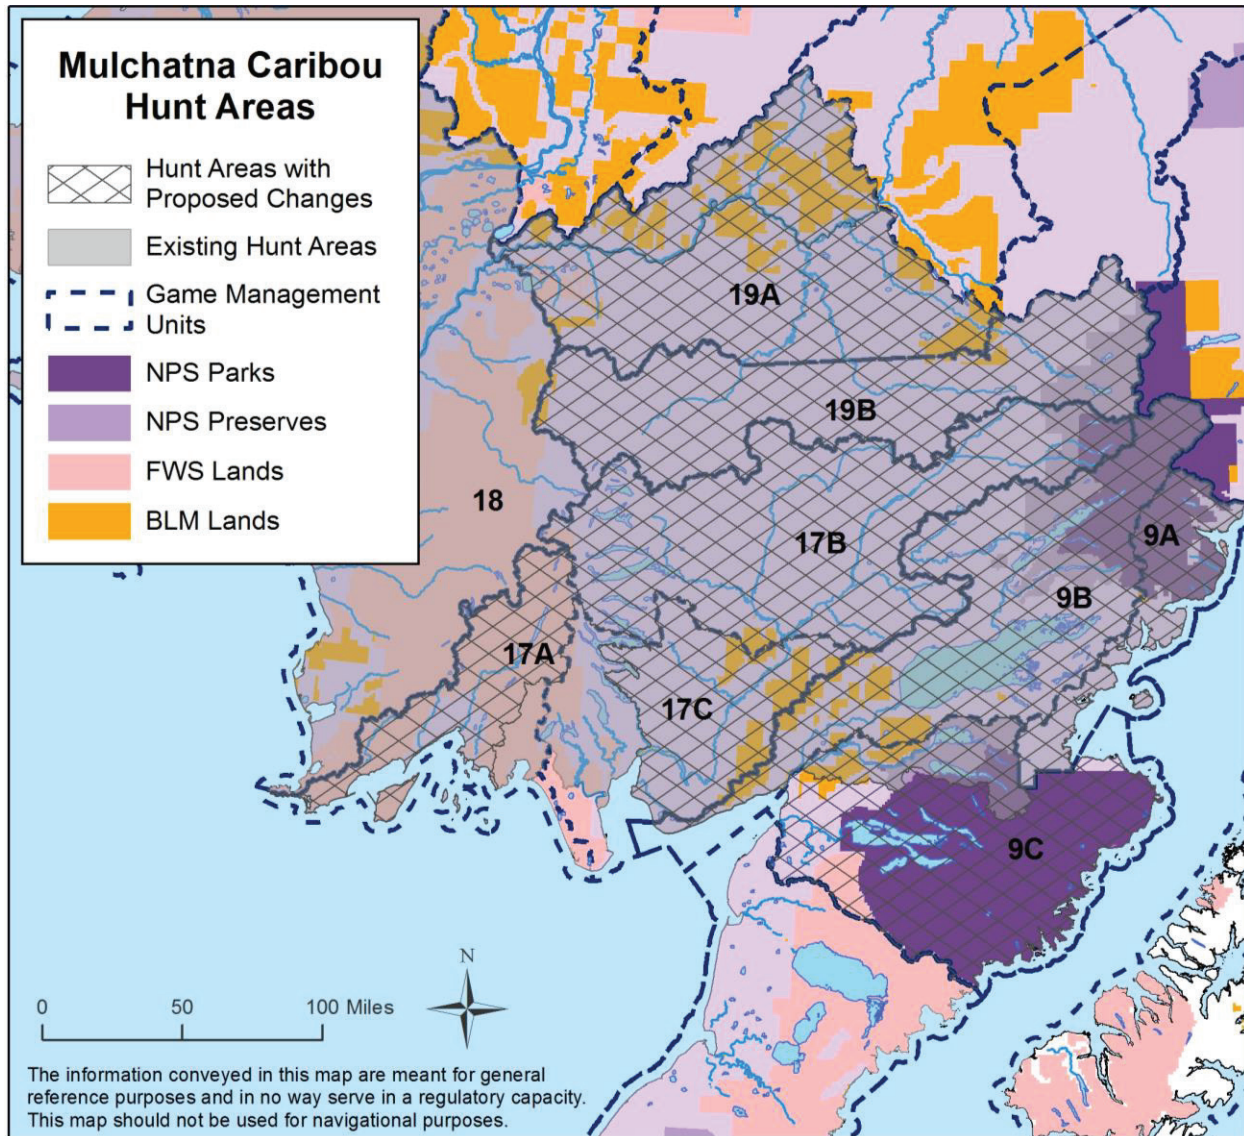 Mulchatna Caribou
Hunt Areas
Hunt Areas with
Proposed Changes
Existing Hunt Areas
Game Management
Units
NPS Parks
NPS Preserves
FWS Lands
BLM Lands
19A
19B
18
17B
9A
9B
17A
17C
9C
N
0 50 100 Miles
The information conveyed in this map are meant for general
reference purposes and in no way serve in a regulatory capacity.
This map should not be used for navigational purposes.